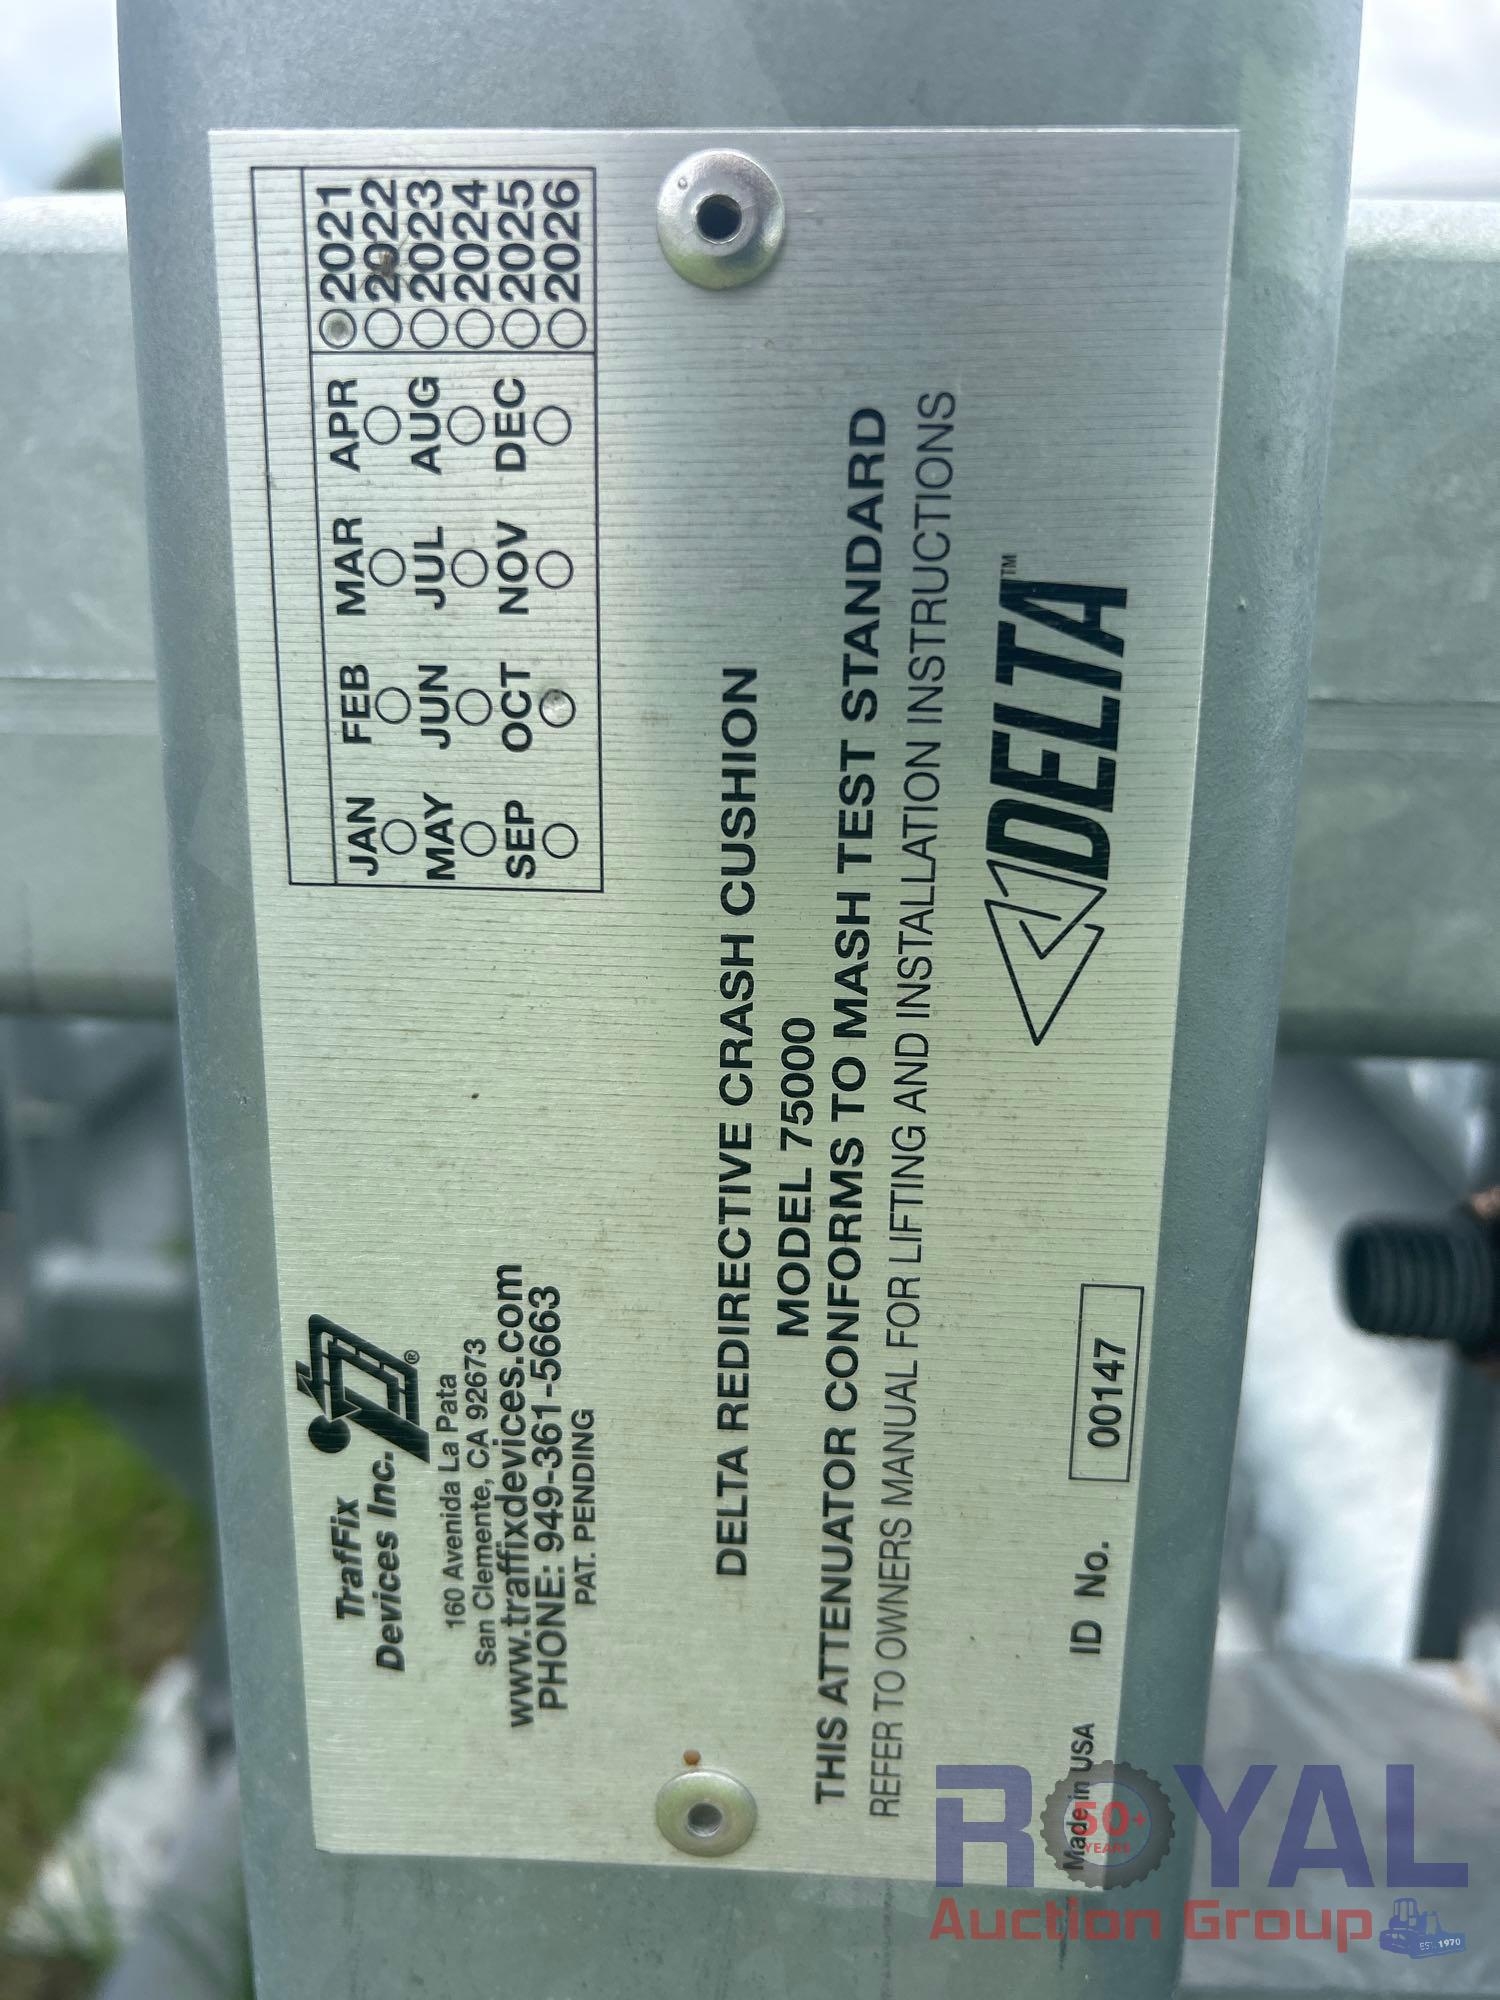 TrafFix
Devices Inc.
®
160 Avenida La Pata
San Clemente, CA 92673
www.traffixdevices.com
PHONE: 949-361-5663
PAT. PENDING
JAN FEB MAR APR
MAY JUN JUL AUG
SEP OCT NOV DEC
2021
2022
2023
2024
2025
2026
DELTA REDIRECTIVE CRASH CUSHION
MODEL 75000
THIS ATTENUATOR CONFORMS TO MASH TEST STANDARD
REFER TO OWNERS MANUAL FOR LIFTING AND INSTALLATION INSTRUCTIONS
Made in USA ID No. 00147
DELTA™
ROYAL
50+
YEARS
Auction Group
EST. 1970